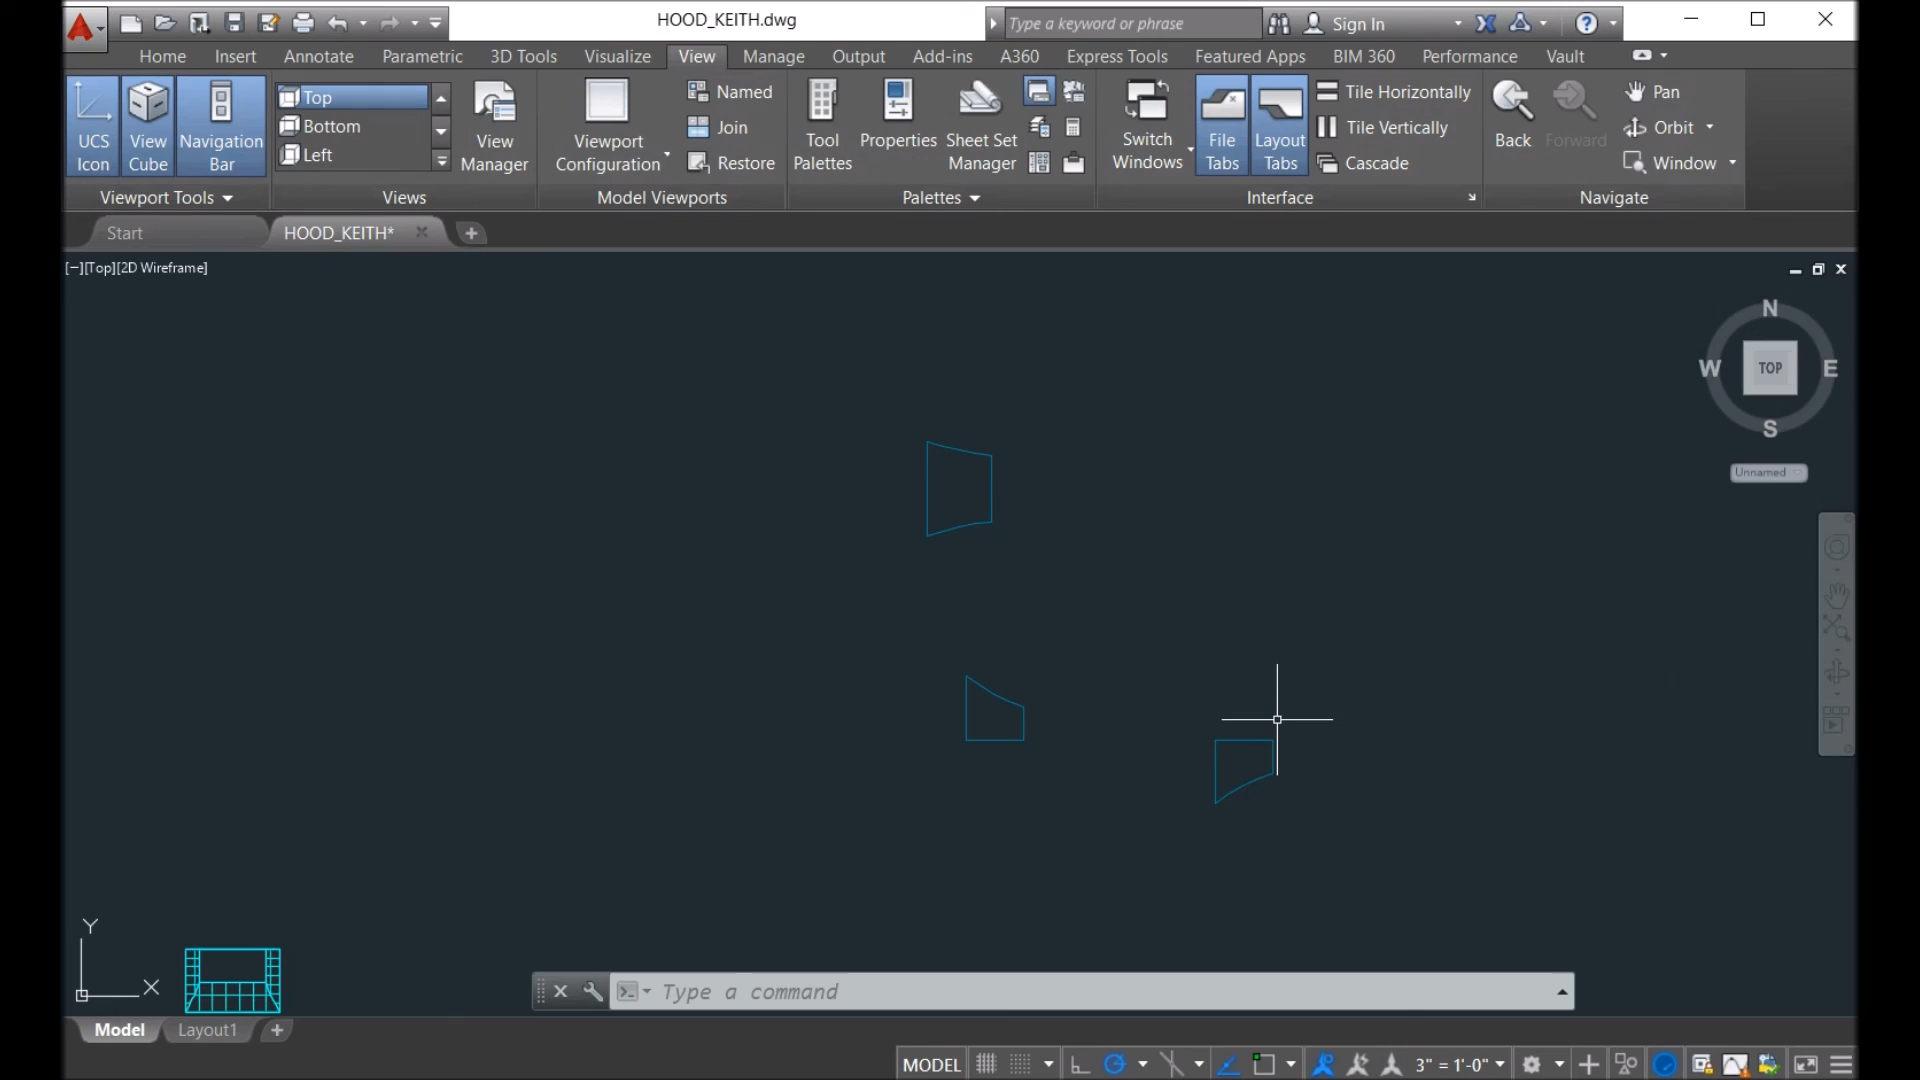 HOOD_KEITH.dwg
Type a keyword or phrase
Sign In
Home Insert Annotate Parametric 3D Tools Visualize View Manage Output Add-ins A360 Express Tools Featured Apps BIM 360 Performance Vault
UCS Icon
View Cube
Navigation Bar
Top
Bottom
Left
View Manager
Viewport Configuration
Named
Join
Restore
Tool Palettes
Properties
Sheet Set Manager
Switch Windows
File Tabs
Layout Tabs
Tile Horizontally
Tile Vertically
Cascade
Back
Forward
Pan
Orbit
Window
Viewport Tools Views Model Viewports Palettes Interface Navigate
Start HOOD_KEITH*
[−][Top][2D Wireframe]
N
W TOP E
S
Unnamed
Y
X
Type a command
Model Layout1
MODEL 3" = 1'-0"